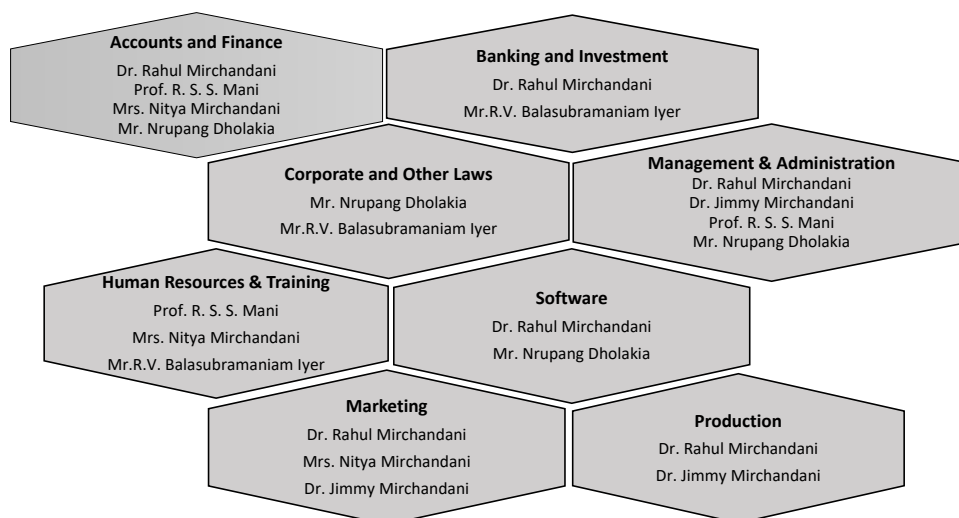 Accounts and Finance
Dr. Rahul Mirchandani
Prof. R. S. S. Mani
Mrs. Nitya Mirchandani
Mr. Nrupang Dholakia
Banking and Investment
Dr. Rahul Mirchandani
Mr.R.V. Balasubramaniam Iyer
Corporate and Other Laws
Mr. Nrupang Dholakia
Mr.R.V. Balasubramaniam Iyer
Management & Administration
Dr. Rahul Mirchandani
Dr. Jimmy Mirchandani
Prof. R. S. S. Mani
Mr. Nrupang Dholakia
Human Resources & Training
Prof. R. S. S. Mani
Mrs. Nitya Mirchandani
Mr.R.V. Balasubramaniam Iyer
Software
Dr. Rahul Mirchandani
Mr. Nrupang Dholakia
Marketing
Dr. Rahul Mirchandani
Mrs. Nitya Mirchandani
Dr. Jimmy Mirchandani
Production
Dr. Rahul Mirchandani
Dr. Jimmy Mirchandani